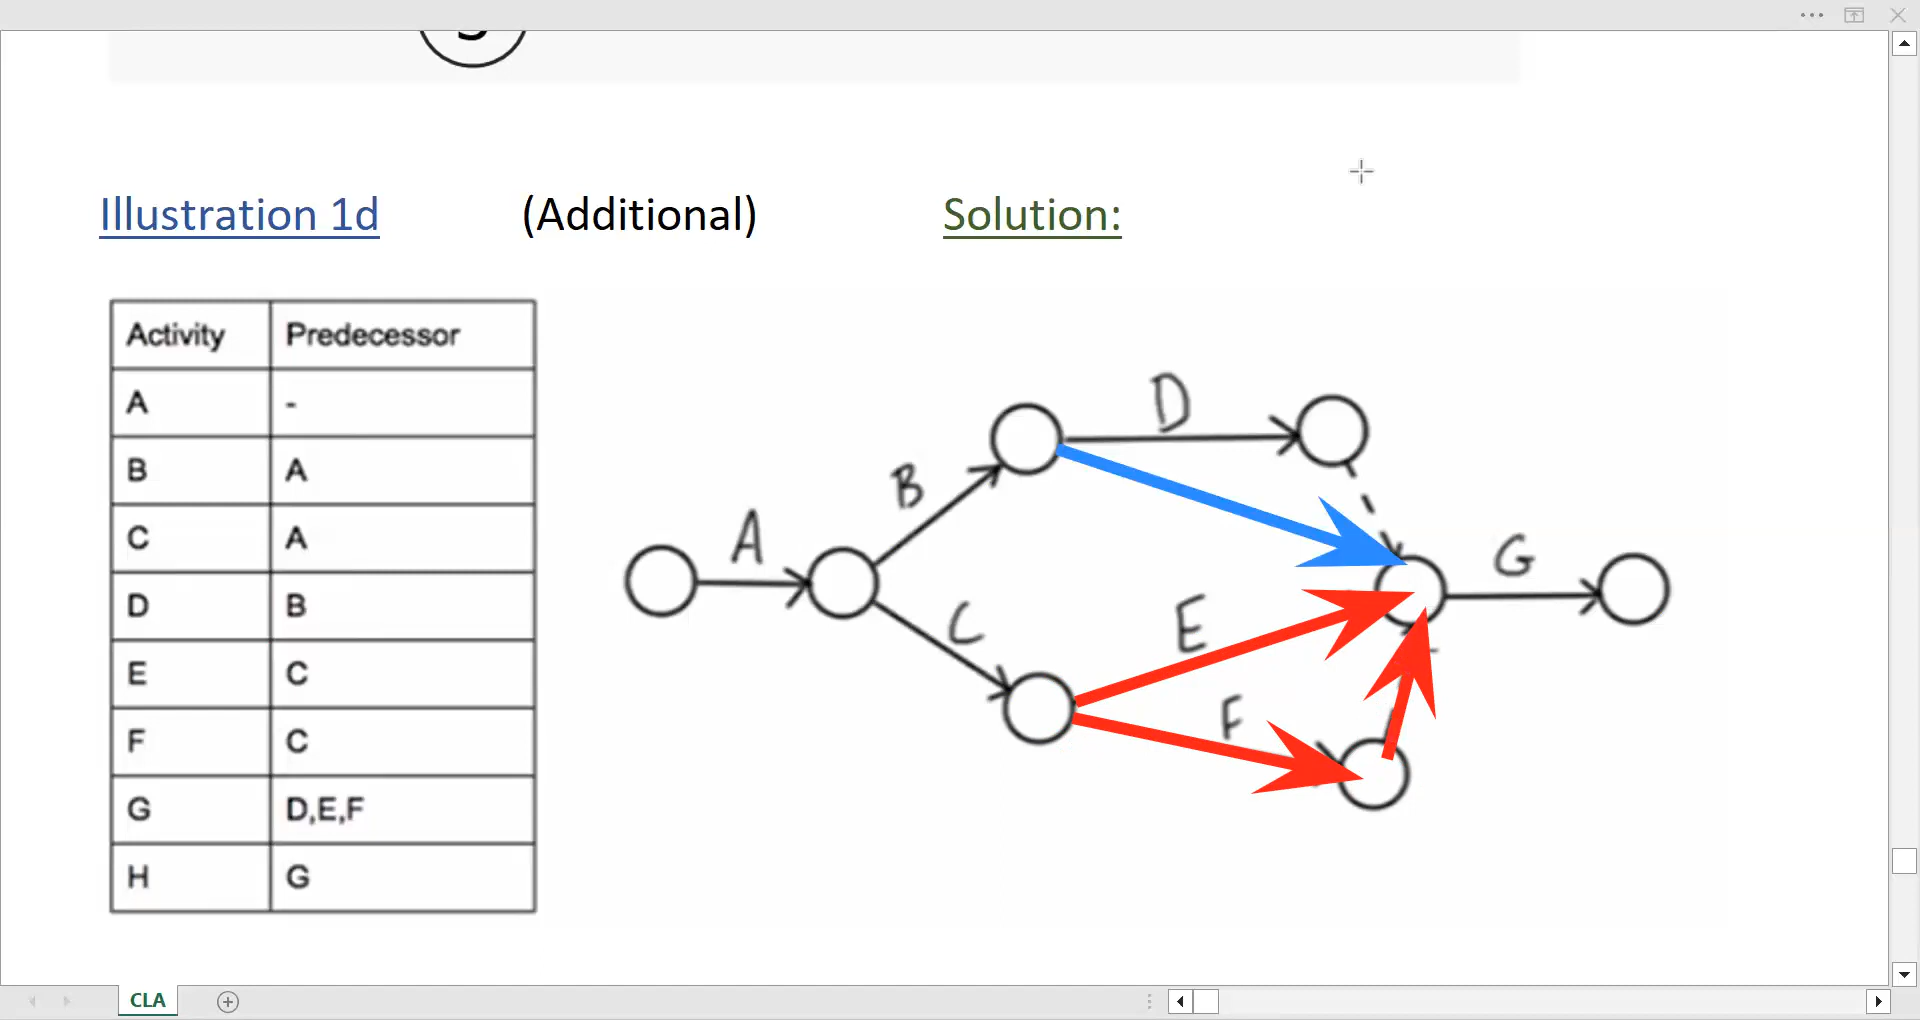 Illustration 1d (Additional) Solution:
Activity Predecessor
A -
B A
C A
D B
E C
F C
G D,E,F
H G
A
B
C
D
E
F
G
CLA